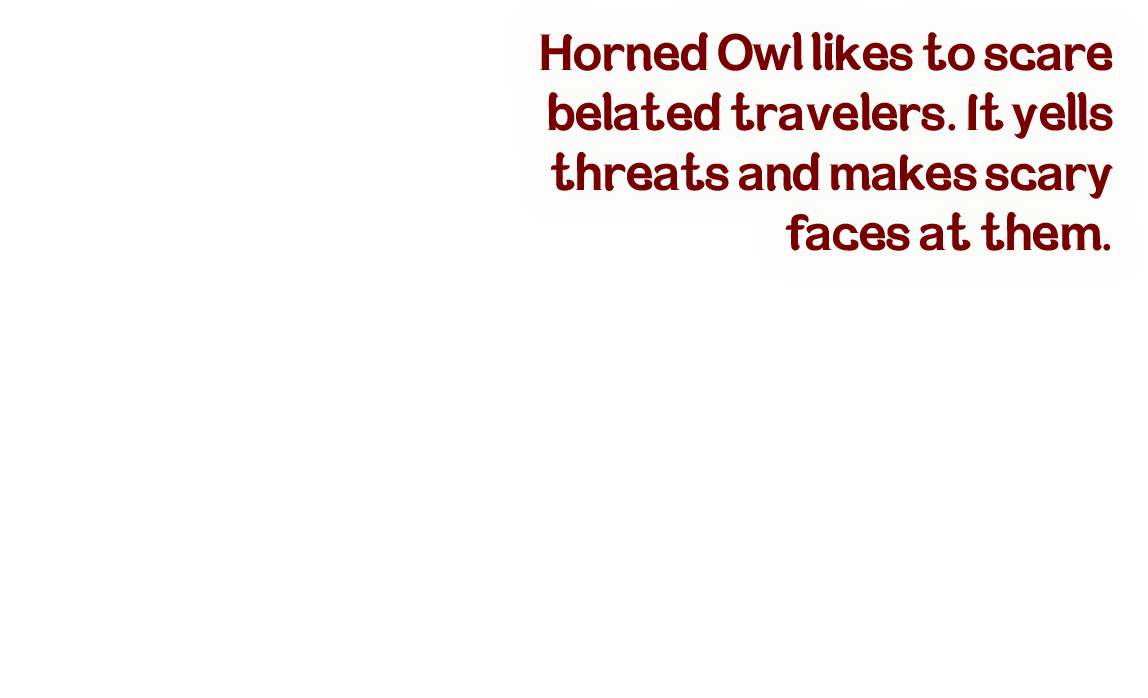 Horned Owl likes to scare
belated travelers. It yells
threats and makes scary
faces at them.